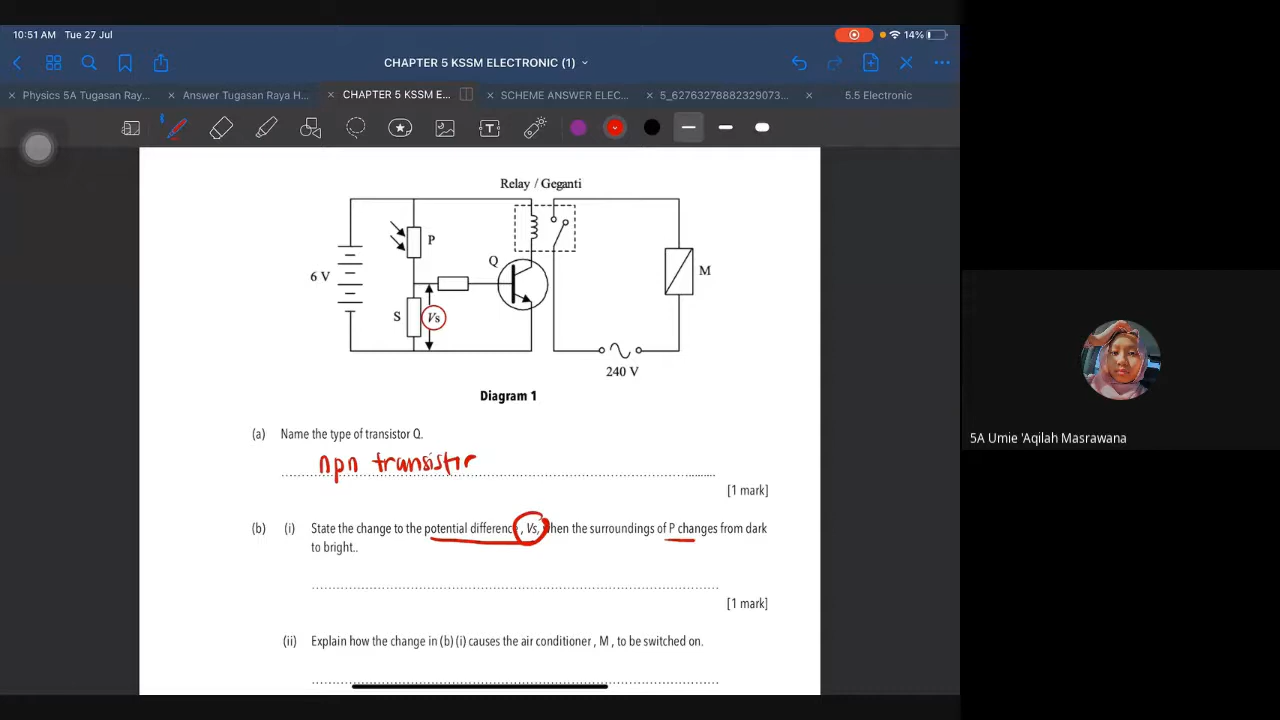 10:51 AM Tue 27 Jul
14%
CHAPTER 5 KSSM ELECTRONIC (1)
Physics 5A Tugasan Ray...
Answer Tugasan Raya H...
CHAPTER 5 KSSM E...
SCHEME ANSWER ELEC...
5_62763278882329073...
5.5 Electronic
Relay / Geganti
P
Q
6 V
M
S
Vs
240 V
Diagram 1
(a) Name the type of transistor Q.
npn transistor
[1 mark]
(b) (i) State the change to the potential difference , Vs, when the surroundings of P changes from dark
to bright..
[1 mark]
(ii) Explain how the change in (b) (i) causes the air conditioner , M , to be switched on.
5A Umie 'Aqilah Masrawana